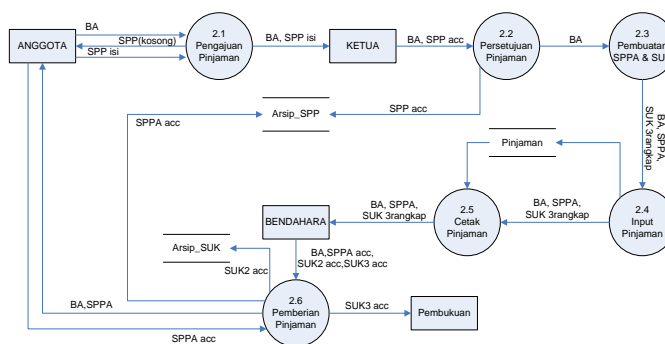 BA
SPP(kosong)
SPP isi
ANGGOTA
2.1
Pengajuan
Pinjaman
BA, SPP isi
KETUA
BA, SPP acc
2.2
Persetujuan
Pinjaman
BA
2.3
Pembuatan
SPPA & SU
SPPA acc
Arsip_SPP
SPP acc
BA, SPPA,
SUK 3rangkap
Pinjaman
BENDAHARA
BA, SPPA,
SUK 3rangkap
2.5
Cetak
Pinjaman
BA, SPPA,
SUK 3rangkap
2.4
Input
Pinjaman
Arsip_SUK
SUK2 acc
BA,SPPA acc,
SUK2 acc,SUK3 acc
BA,SPPA
2.6
Pemberian
Pinjaman
SUK3 acc
Pembukuan
SPPA acc